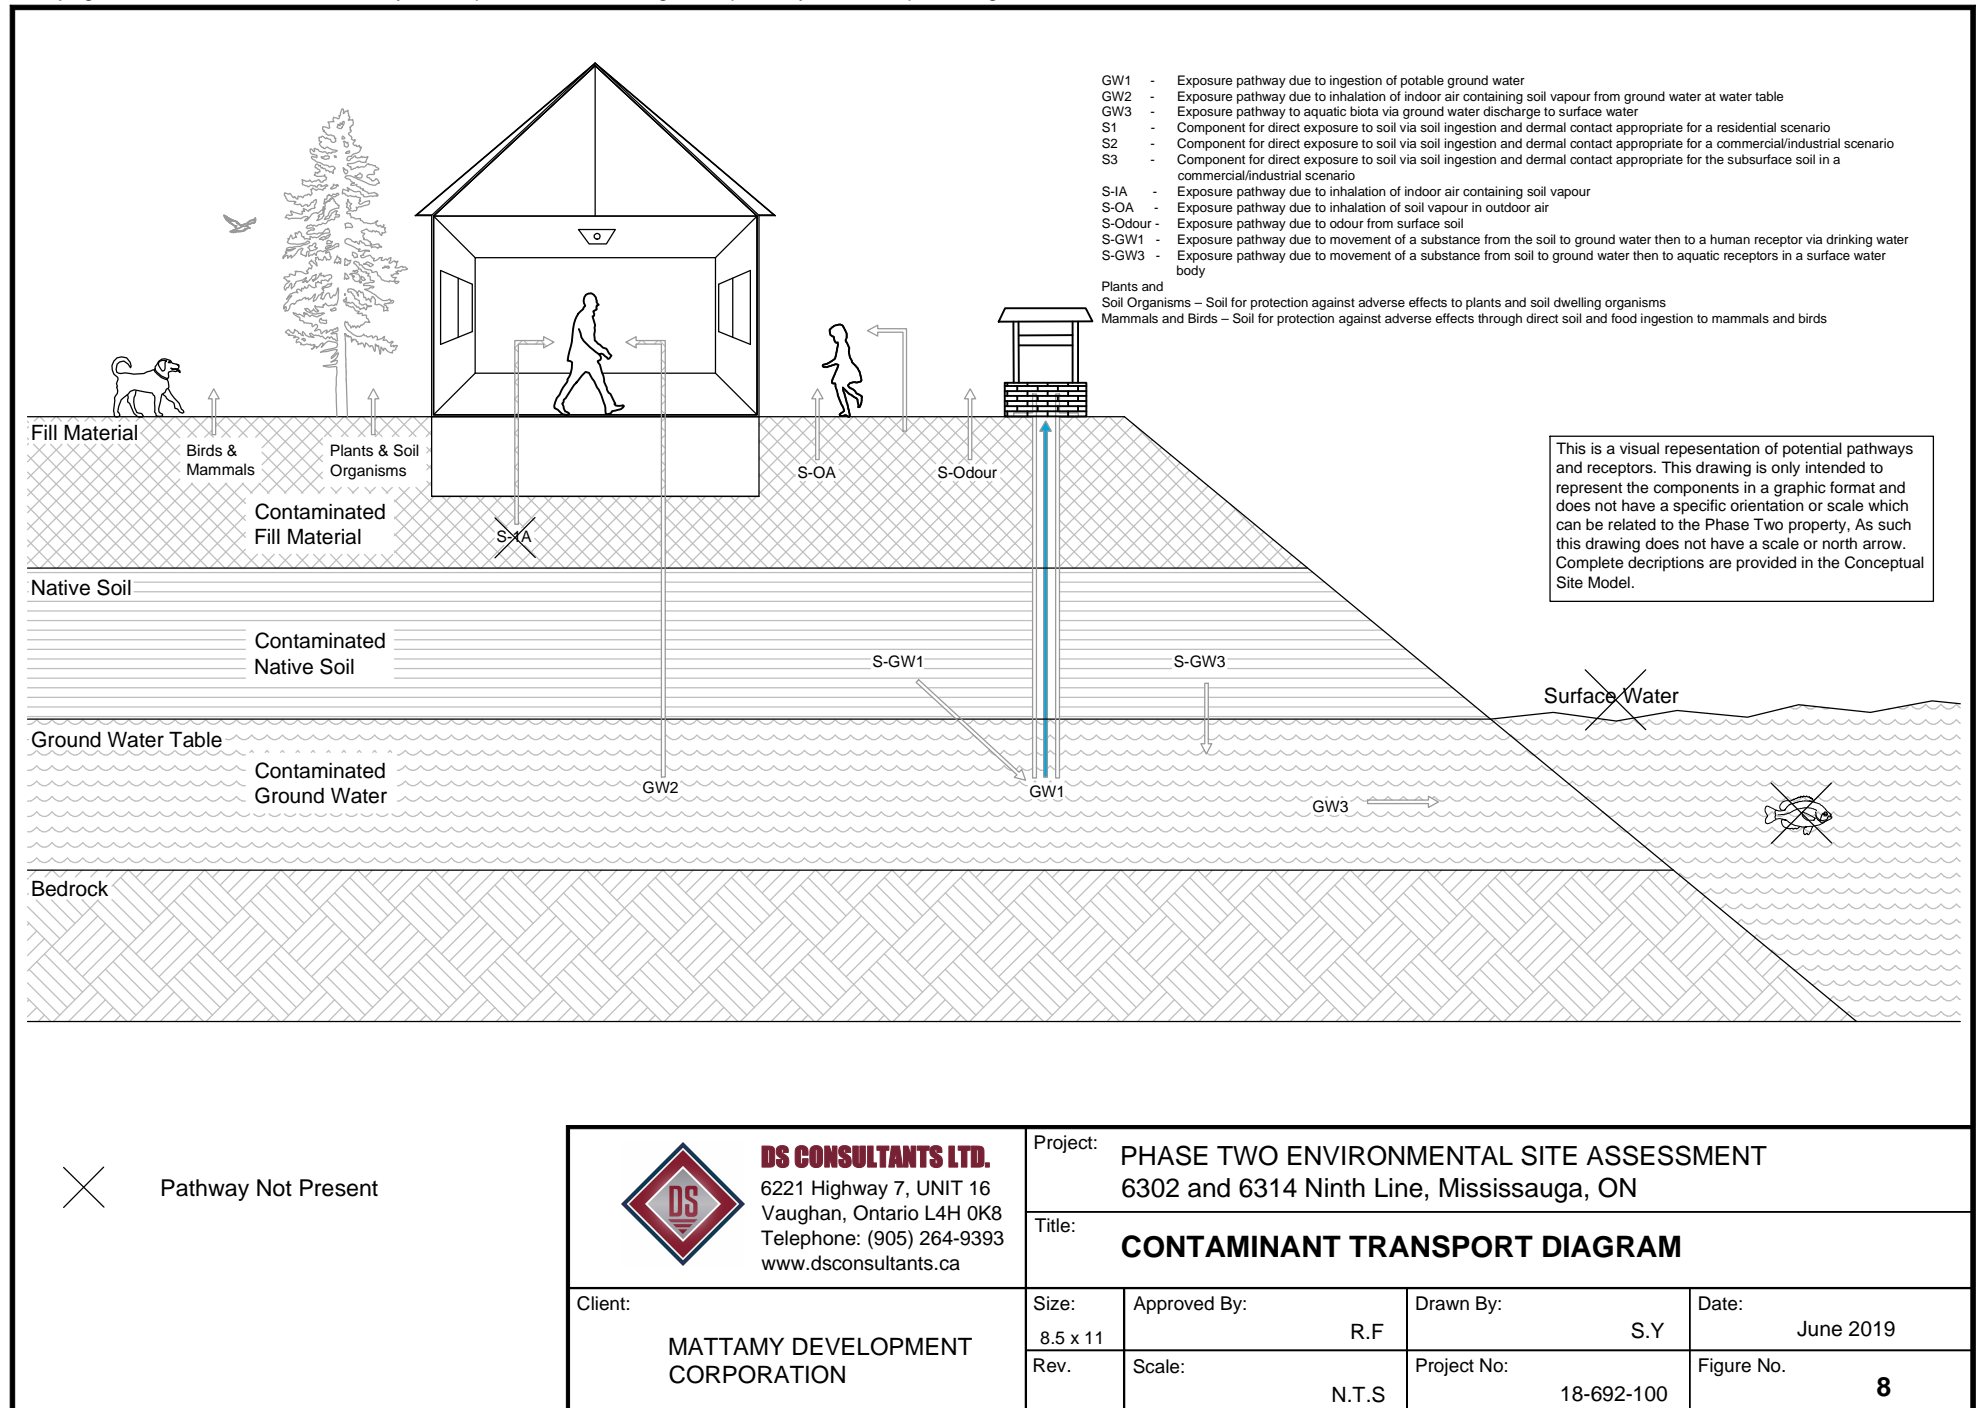 GW1 - Exposure pathway due to ingestion of potable ground water
GW2 - Exposure pathway due to inhalation of indoor air containing soil vapour from ground water at water table
GW3 - Exposure pathway to aquatic biota via ground water discharge to surface water
S1 - Component for direct exposure to soil via soil ingestion and dermal contact appropriate for a residential scenario
S2 - Component for direct exposure to soil via soil ingestion and dermal contact appropriate for a commercial/industrial scenario
S3 - Component for direct exposure to soil via soil ingestion and dermal contact appropriate for the subsurface soil in a
commercial/industrial scenario
S-IA - Exposure pathway due to inhalation of indoor air containing soil vapour
S-OA - Exposure pathway due to inhalation of soil vapour in outdoor air
S-Odour - Exposure pathway due to odour from surface soil
S-GW1 - Exposure pathway due to movement of a substance from the soil to ground water then to a human receptor via drinking water
S-GW3 - Exposure pathway due to movement of a substance from soil to ground water then to aquatic receptors in a surface water
body
Plants and
Soil Organisms – Soil for protection against adverse effects to plants and soil dwelling organisms
Mammals and Birds – Soil for protection against adverse effects through direct soil and food ingestion to mammals and birds
Fill Material
Birds &
Mammals
Plants & Soil
Organisms
S-OA
S-Odour
Contaminated
Fill Material
S-1A
This is a visual repesentation of potential pathways
and receptors. This drawing is only intended to
represent the components in a graphic format and
does not have a specific orientation or scale which
can be related to the Phase Two property, As such
this drawing does not have a scale or north arrow.
Complete decriptions are provided in the Conceptual
Site Model.
Native Soil
Contaminated
Native Soil
S-GW1
S-GW3
Surface Water
Ground Water Table
Contaminated
Ground Water
GW2
GW1
GW3
Bedrock
Pathway Not Present
DS
DS CONSULTANTS LTD.
6221 Highway 7, UNIT 16
Vaughan, Ontario L4H 0K8
Telephone: (905) 264-9393
www.dsconsultants.ca
Project:
PHASE TWO ENVIRONMENTAL SITE ASSESSMENT
6302 and 6314 Ninth Line, Mississauga, ON
Title:
CONTAMINANT TRANSPORT DIAGRAM
Client:
MATTAMY DEVELOPMENT
CORPORATION
Size:
8.5 x 11
Approved By:
R.F
Drawn By:
S.Y
Date:
June 2019
Rev.
Scale:
N.T.S
Project No:
18-692-100
Figure No.
8